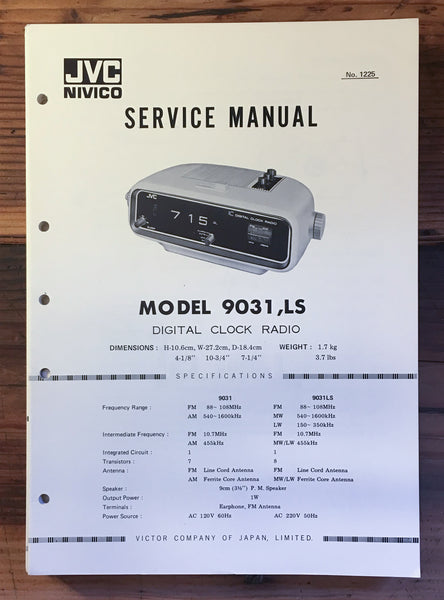 JVC
NIVICO
No. 1225
SERVICE MANUAL
JVC
DIGITAL CLOCK RADIO
7 15
MODEL 9031,LS
DIGITAL CLOCK RADIO
DIMENSIONS : H-10.6cm, W-27.2cm, D-18.4cm WEIGHT : 1.7 kg
4-1/8" 10-3/4" 7-1/4" 3.7 lbs
SPECIFICATIONS
9031 9031LS
Frequency Range : FM 88~ 108MHz FM 88~ 108MHz
AM 540~1600kHz MW 540~1600kHz
LW 150~ 350kHz
Intermediate Frequency : FM 10.7MHz FM 10.7MHz
AM 455kHz MW/LW 455kHz
Integrated Circuit : 1 1
Transistors : 7 8
Antenna : FM Line Cord Antenna FM Line Cord Antenna
AM Ferrite Core Antenna MW/LW Ferrite Core Antenna
Speaker : 9cm (3½") P. M. Speaker
Output Power : 1W
Terminals : Earphone, FM Antenna
Power Source : AC 120V 60Hz AC 220V 50Hz
VICTOR COMPANY OF JAPAN, LIMITED.